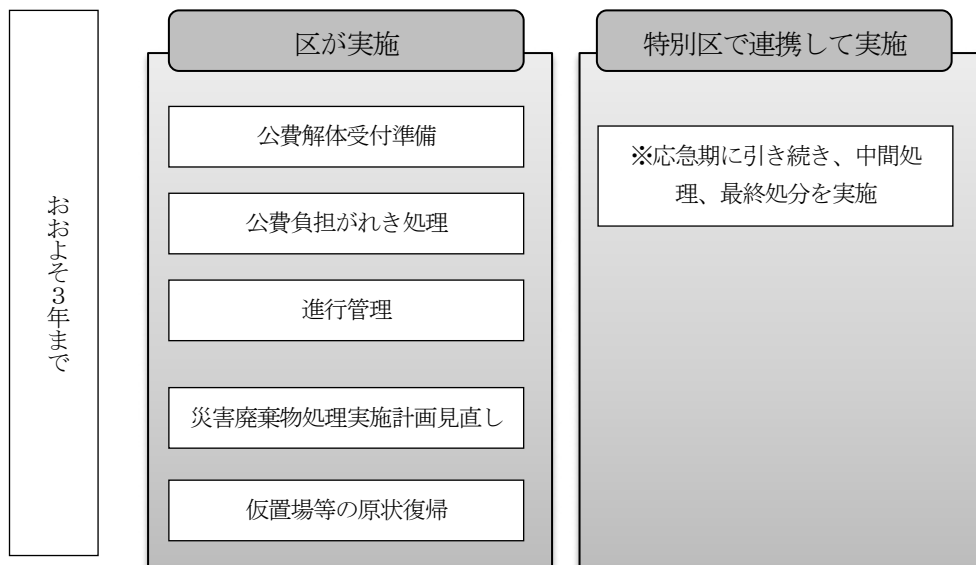 おおよそ３年まで
区が実施
公費解体受付準備
公費負担がれき処理
進行管理
災害廃棄物処理実施計画見直し
仮置場等の原状復帰
特別区で連携して実施
※応急期に引き続き、中間処
理、最終処分を実施